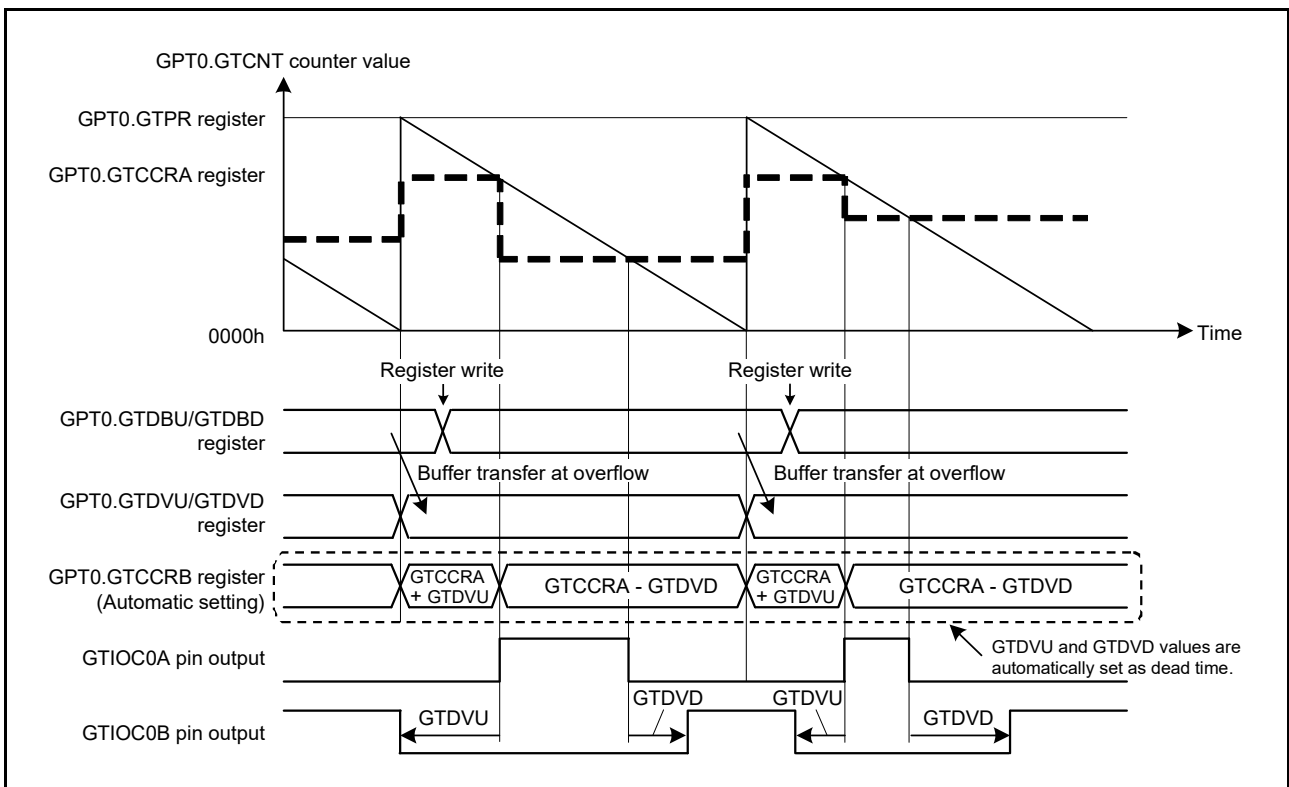 GPT0.GTCNT counter value
GPT0.GTPR register
GPT0.GTCCRA register
0000h
Time
Register write
Register write
GPT0.GTDBU/GTDBD
register
Buffer transfer at overflow
Buffer transfer at overflow
GPT0.GTDVU/GTDVD
register
GPT0.GTCCRB register
(Automatic setting)
GTCCRA
+ GTDVU
GTCCRA - GTDVD
GTCCRA
+ GTDVU
GTCCRA - GTDVD
GTDVU and GTDVD values are
automatically set as dead time.
GTIOC0A pin output
GTIOC0B pin output
GTDVU
GTDVD
GTDVU
GTDVD